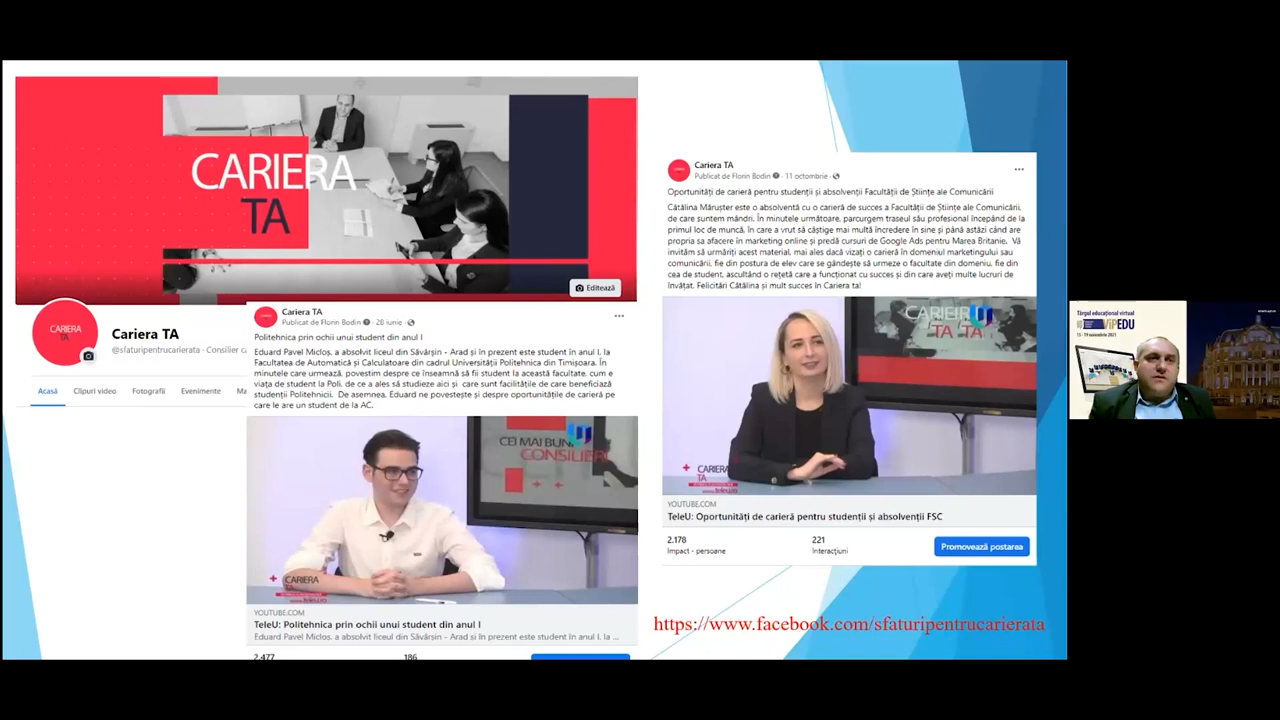 CARIERA
TA
Editează
CARIERA
TA
Cariera TA
@sfaturipentrucarierata · Consilier
Acasă
Clipuri video
Fotografii
Evenimente
Cariera TA
Publicat de Florin Bodin · 28 iunie ·
Politehnica prin ochii unui student din anul I
Eduard Pavel Micloș, a absolvit liceul din Săvârșin - Arad și în prezent este student în anul I, la
Facultatea de Automatică și Calculatoare din cadrul Universității Politehnica din Timișoara. În
minutele care urmează, povestim despre ce înseamnă să fii student la această facultate, cum e
viața de student la Poli, de ce a ales să studieze aici și care sunt facilitățile de care beneficiază
studenții Politehnicii. De asemenea, Eduard ne povestește și despre oportunitățile de carieră pe
care le are un student de la AC.
CEI MAI BUNI
CONSILIERI
CARIERA
TA
YOUTUBE.COM
TeleU: Politehnica prin ochii unui student din anul I
Eduard Pavel Micloș, a absolvit liceul din Săvârșin - Arad și în prezent este student în anul I, la ...
2.477
186
Cariera TA
Publicat de Florin Bodin · 11 octombrie ·
Oportunități de carieră pentru studenții și absolvenții Facultății de Științe ale Comunicării
Cătălina Mărușter este o absolventă cu o carieră de succes a Facultății de Științe ale Comunicării,
de care suntem mândri. În minutele următoare, parcurgem traseul său profesional începând de la
primul loc de muncă, în care a vrut să câștige mai multă încredere în sine și până astăzi când are
propria sa afacere în marketing online și predă cursuri de Google Ads pentru Marea Britanie. Vă
invităm să urmăriți acest material, mai ales dacă vizați o carieră în domeniul marketingului sau
comunicării, fie din postura de elev care se gândește să urmeze o facultate din domeniu, fie din
cea de student, ascultând o rețetă care a funcționat cu succes și din care aveți multe lucruri de
învățat. Felicitări Cătălina și mult succes în Cariera ta!
CARIERA
TA TA
CARIERA
TA
YOUTUBE.COM
TeleU: Oportunități de carieră pentru studenții și absolvenții FSC
2.178
221
Impact - persoane
Interacțiuni
Promovează postarea
https://www.facebook.com/sfaturipentrucarierata
Târgul educațional virtual
ViPEDU
15 - 19 noiembrie 2021